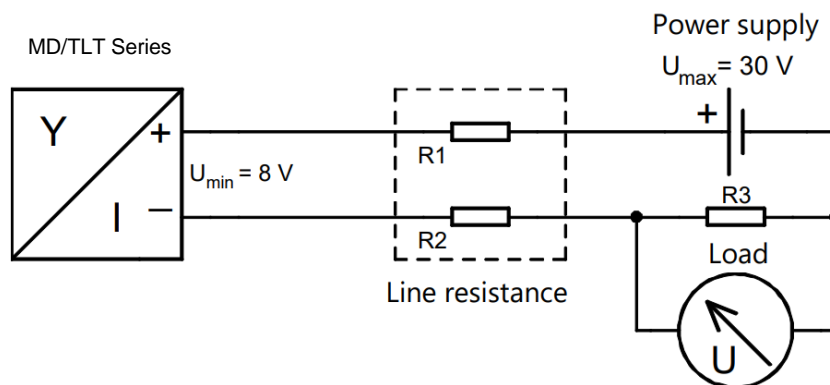 Power supply
MD/TLT Series
Umax = 30 V
Y
+
+
R1
Umin = 8 V
I
−
R3
R2
Load
Line resistance
U